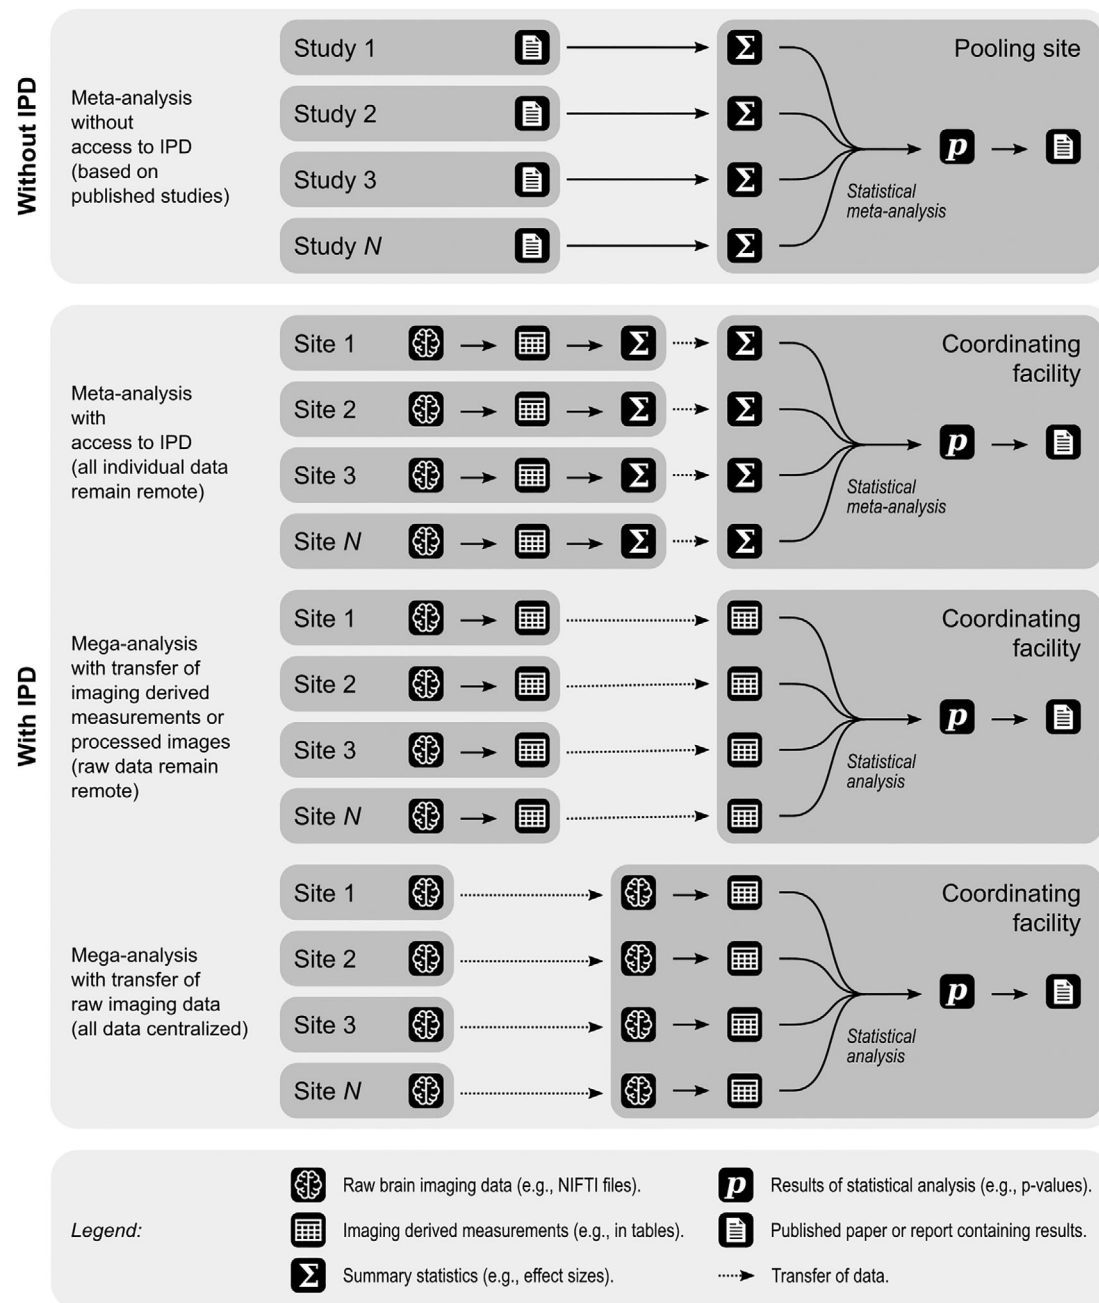 Without IPD
Meta-analysis
without
access to IPD
(based on
published studies)
Study 1
Study 2
Study 3
Study N
Σ
Σ
Σ
Σ
Pooling site
p
Statistical
meta-analysis
With IPD
Meta-analysis
with
access to IPD
(all individual data
remain remote)
Site 1
Σ
Σ
Site 2
Σ
Σ
Site 3
Σ
Σ
Site N
Σ
Σ
Coordinating
facility
p
Statistical
meta-analysis
Mega-analysis
with transfer of
imaging derived
measurements or
processed images
(raw data remain
remote)
Site 1
Site 2
Site 3
Site N
Coordinating
facility
p
Statistical
analysis
Mega-analysis
with transfer of
raw imaging data
(all data centralized)
Site 1
Site 2
Site 3
Site N
Coordinating
facility
p
Statistical
analysis
Legend:
Raw brain imaging data (e.g., NIFTI files).
Imaging derived measurements (e.g., in tables).
Σ Summary statistics (e.g., effect sizes).
p Results of statistical analysis (e.g., p-values).
Published paper or report containing results.
Transfer of data.